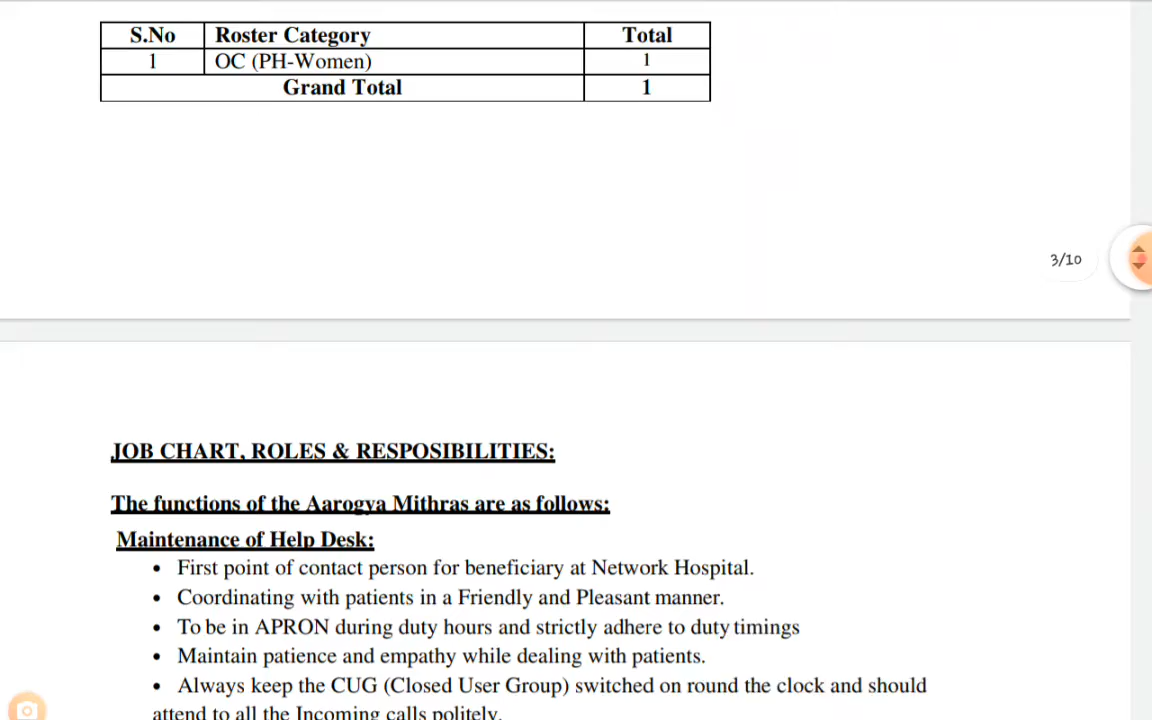 S.No Roster Category Total
1 OC (PH-Women) 1
Grand Total 1
3/10
JOB CHART, ROLES & RESPOSIBILITIES:
The functions of the Aarogya Mithras are as follows:
Maintenance of Help Desk:
• First point of contact person for beneficiary at Network Hospital.
• Coordinating with patients in a Friendly and Pleasant manner.
• To be in APRON during duty hours and strictly adhere to duty timings
• Maintain patience and empathy while dealing with patients.
• Always keep the CUG (Closed User Group) switched on round the clock and should
attend to all the Incoming calls politely.